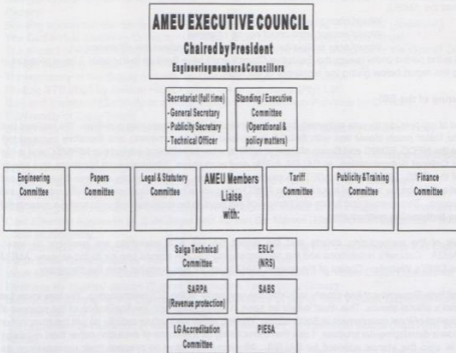 AMEU EXECUTIVE COUNCIL
Chaired by President
Engineering members & Councillors
Secretariat (full time)
- General Secretary
- Publicity Secretary
- Technical Officer
Standing / Executive
Committee
(Operational &
policy matters)
Engineering
Committee
Papers
Committee
Legal & Statutory
Committee
AMEU Members
Liaise
with:
Tariff
Committee
Publicity & Training
Committee
Finance
Committee
Salga Technical
Committee
ESLC
(NRS)
SARPA
(Revenue protection)
SABS
LG Accreditation
Committee
PIESA